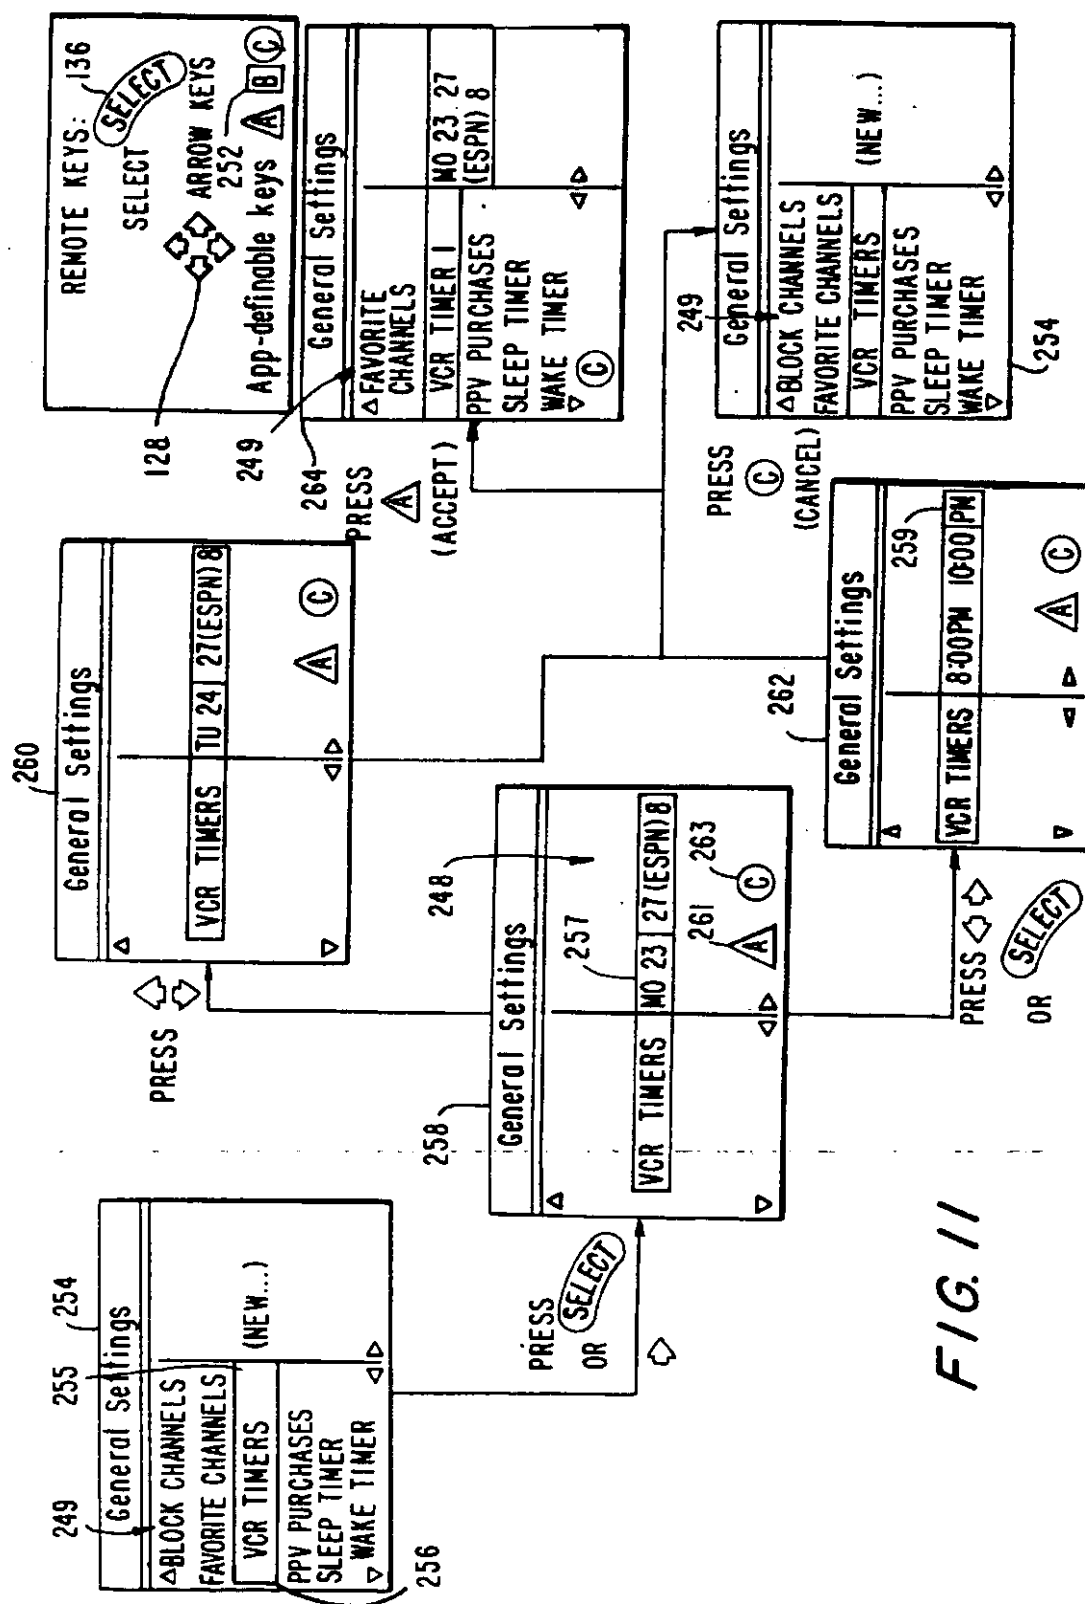 REMOTE KEYS: 136
SELECT
SELECT
128
ARROW KEYS
252
App-definable keys A B C
254
General Settings
249
255
BLOCK CHANNELS
FAVORITE CHANNELS
VCR TIMERS (NEW...)
PPV PURCHASES
SLEEP TIMER
WAKE TIMER
256
PRESS SELECT
OR
258
General Settings
248
257
VCR TIMERS MO 23 27(ESPN)8
261
263
A C
PRESS
260
General Settings
VCR TIMERS TU 24 27(ESPN)8
A C
PRESS
OR SELECT
262
General Settings
259
VCR TIMERS 8:00PM 10:00 PM
A C
PRESS A
(ACCEPT)
264
249
General Settings
FAVORITE
CHANNELS
VCR TIMER 1 MO 23. 27
(ESPN) 8
PPV PURCHASES
SLEEP TIMER
WAKE TIMER
C
PRESS
C
(CANCEL)
249
General Settings
BLOCK CHANNELS
FAVORITE CHANNELS
VCR TIMERS (NEW...)
PPV PURCHASES
SLEEP TIMER
WAKE TIMER
254
FIG. 11